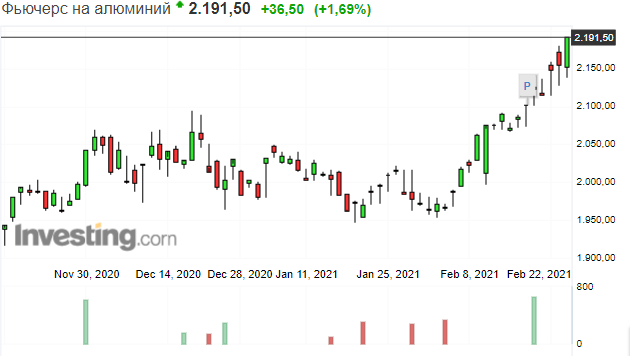 Фьючерс на алюминий 2.191,50 +36,50 (+1,69%)
2.191,50
2.150,00
2.100,00
P
2.050,00
2.000,00
1.950,00
Investing.com
1.900,00
Nov 30, 2020 Dec 14, 2020 Dec 28, 2020 Jan 11, 2021 Jan 25, 2021 Feb 8, 2021 Feb 22, 2021
800
0